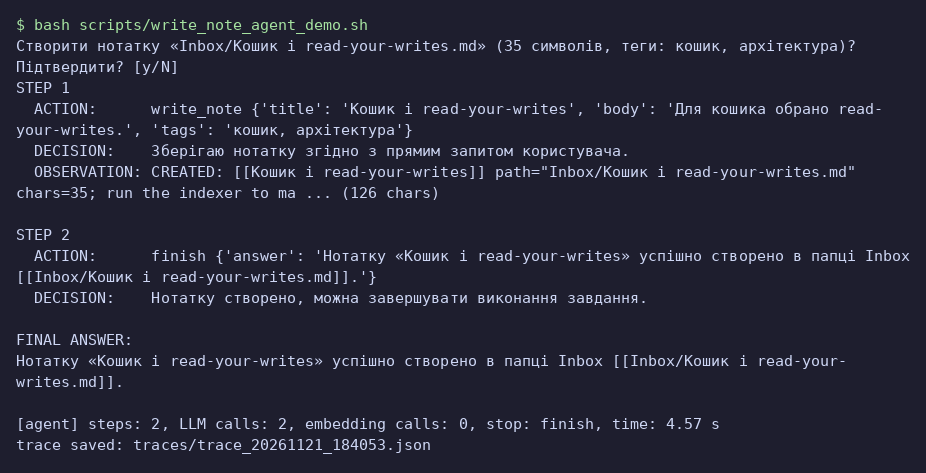 $ bash scripts/write_note_agent_demo.sh
Створити нотатку «Inbox/Кошик і read-your-writes.md» (35 символів, теги: кошик, архітектура)?
Підтвердити? [y/N]
STEP 1
  ACTION:      write_note {'title': 'Кошик і read-your-writes', 'body': 'Для кошика обрано read-
your-writes.', 'tags': 'кошик, архітектура'}
  DECISION:    Зберігаю нотатку згідно з прямим запитом користувача.
  OBSERVATION: CREATED: [[Кошик і read-your-writes]] path="Inbox/Кошик і read-your-writes.md"
chars=35; run the indexer to ma ... (126 chars)

STEP 2
  ACTION:      finish {'answer': 'Нотатку «Кошик і read-your-writes» успішно створено в папці Inbox
[[Inbox/Кошик і read-your-writes.md]].'}
  DECISION:    Нотатку створено, можна завершувати виконання завдання.

FINAL ANSWER:
Нотатку «Кошик і read-your-writes» успішно створено в папці Inbox [[Inbox/Кошик і read-your-
writes.md]].

[agent] steps: 2, LLM calls: 2, embedding calls: 0, stop: finish, time: 4.57 s
trace saved: traces/trace_20261121_184053.json